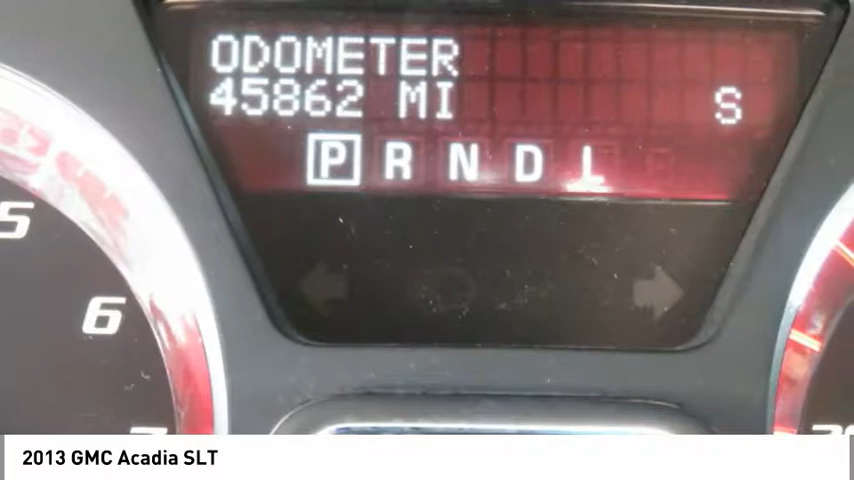 ODOMETER
45862 MI S
P R N D L
5
6
2013 GMC Acadia SLT